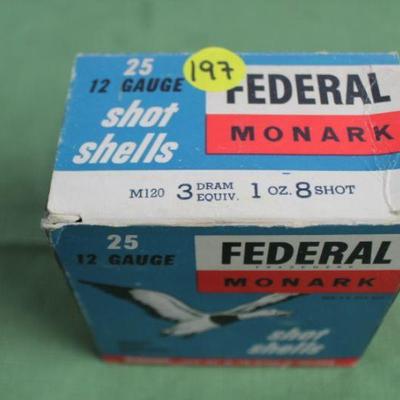 25
12 GAUGE
197
FEDERAL
MONARK
shot
shells
M120 3 DRAM EQUIV. 1 OZ. 8 SHOT
25
12 GAUGE
FEDERAL
TRADEMARK
MONARK
shot
shells